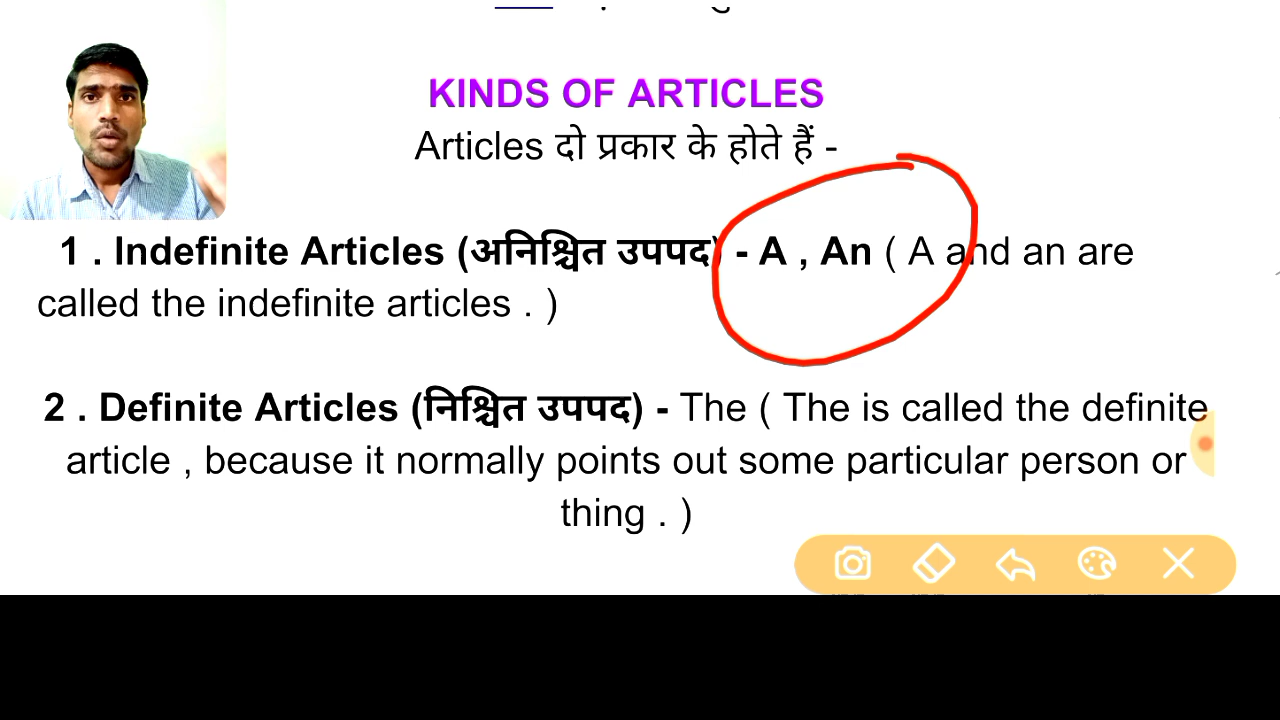 KINDS OF ARTICLES
Articles दो प्रकार के होते हैं -
1 . Indefinite Articles (अनिश्चित उपपद) - A , An ( A and an are
called the indefinite articles . )
2 . Definite Articles (निश्चित उपपद) - The ( The is called the definite
article , because it normally points out some particular person or
thing . )